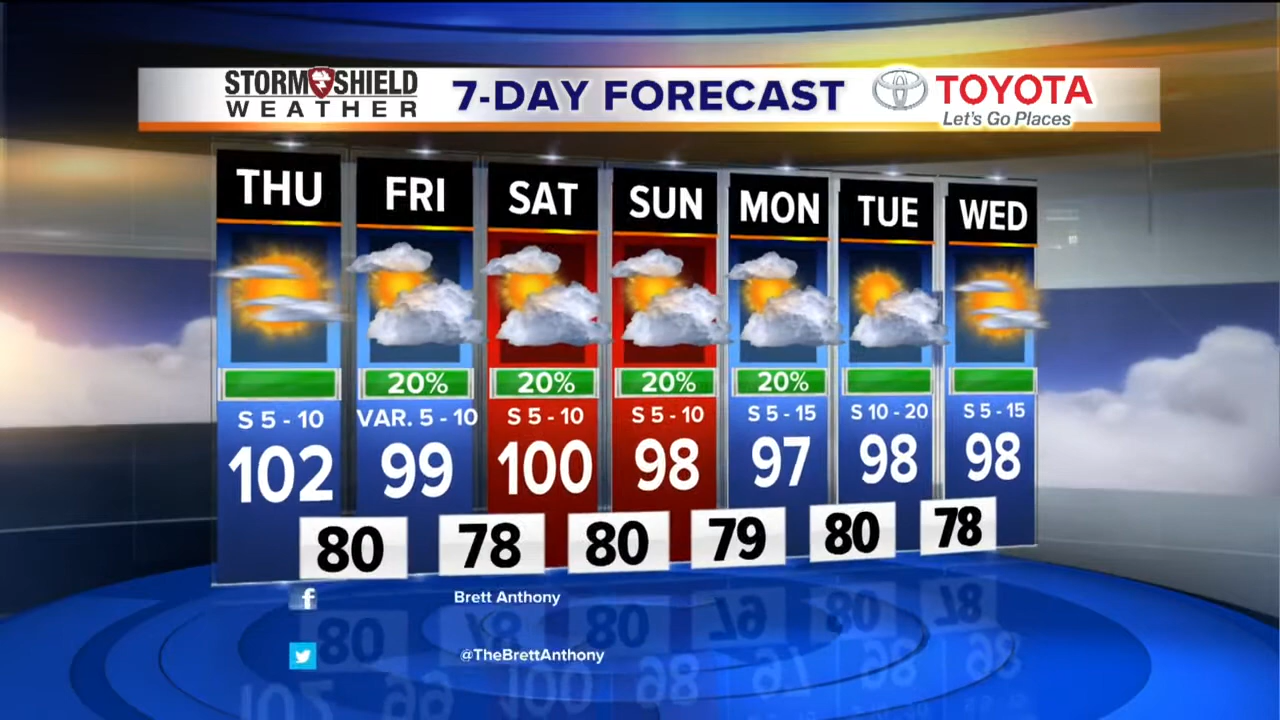 STORM SHIELD
WEATHER
7-DAY FORECAST
TOYOTA
Let's Go Places
THU FRI SAT SUN MON TUE WED
20% 20% 20% 20%
S 5 - 10 VAR. 5 - 10 S 5 - 10 S 5 - 10 S 5 - 15 S 10 - 20 S 5 - 15
102 99 100 98 97 98 98
80 78 80 79 80 78
f Brett Anthony
@TheBrettAnthony